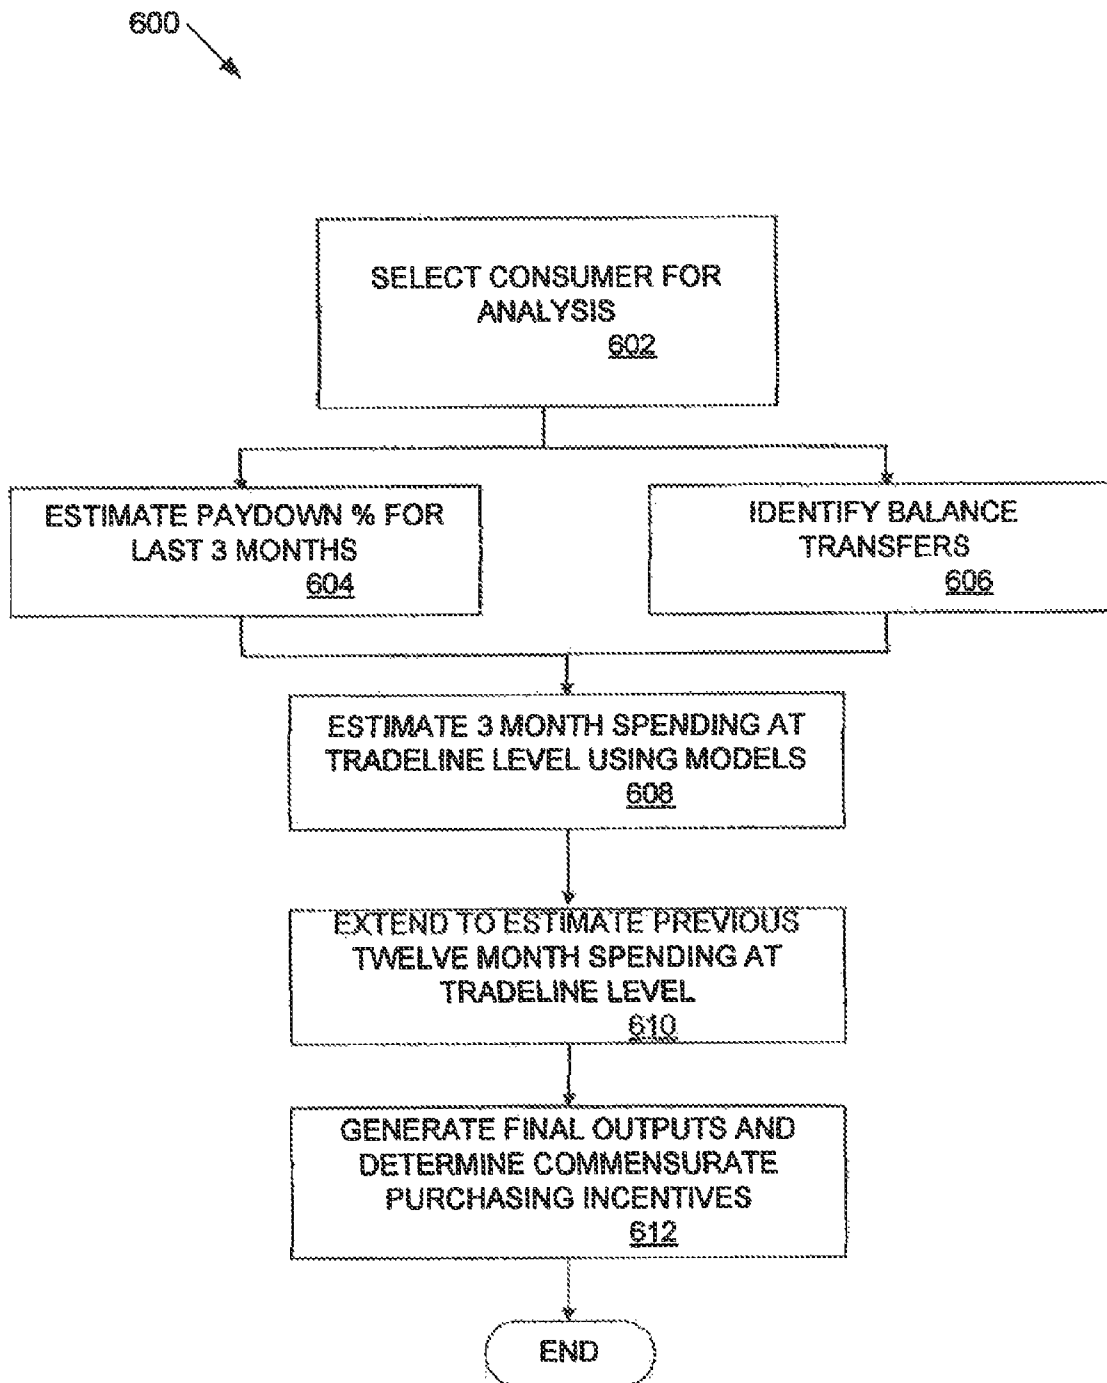 600
SELECT CONSUMER FOR
ANALYSIS
602
ESTIMATE PAYDOWN % FOR
LAST 3 MONTHS
604
IDENTIFY BALANCE
TRANSFERS
606
ESTIMATE 3 MONTH SPENDING AT
TRADELINE LEVEL USING MODELS
608
EXTEND TO ESTIMATE PREVIOUS
TWELVE MONTH SPENDING AT
TRADELINE LEVEL
610
GENERATE FINAL OUTPUTS AND
DETERMINE COMMENSURATE
PURCHASING INCENTIVES
612
END